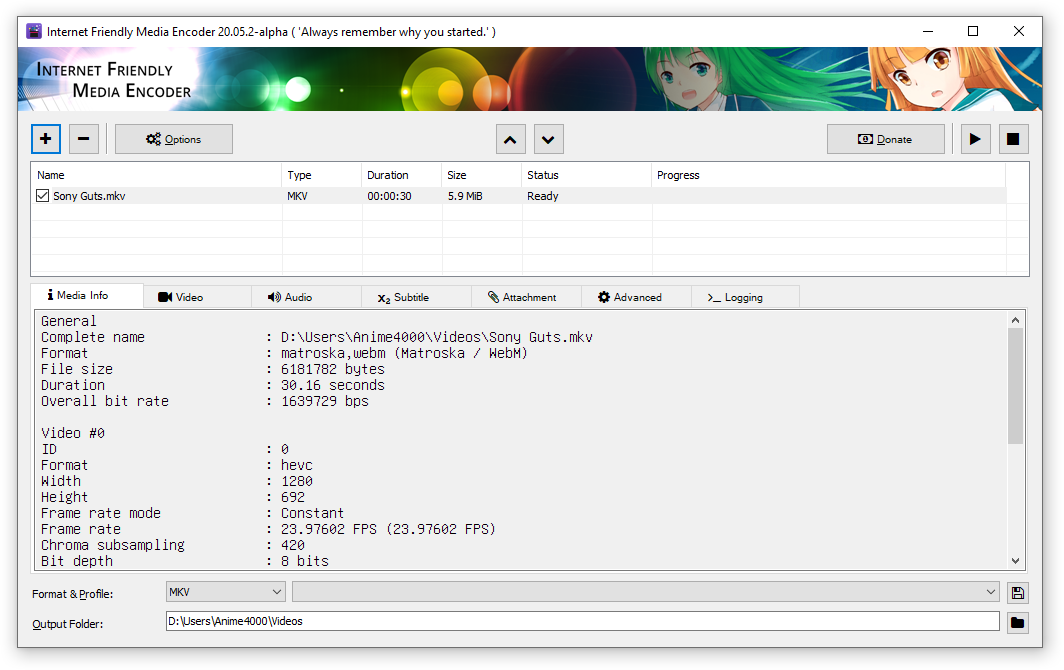 Internet Friendly Media Encoder 20.05.2-alpha ( 'Always remember why you started.' )
INTERNET FRIENDLY
MEDIA ENCODER
Options
Donate
Name Type Duration Size Status Progress
Sony Guts.mkv MKV 00:00:30 5.9 MiB Ready
Media Info Video Audio Subtitle Attachment Advanced Logging
General
Complete name : D:\Users\Anime4000\Videos\Sony Guts.mkv
Format : matroska,webm (Matroska / WebM)
File size : 6181782 bytes
Duration : 30.16 seconds
Overall bit rate : 1639729 bps
Video #0
ID : 0
Format : hevc
Width : 1280
Height : 692
Frame rate mode : Constant
Frame rate : 23.97602 FPS (23.97602 FPS)
Chroma subsampling : 420
Bit depth : 8 bits
Format & Profile: MKV
Output Folder: D:\Users\Anime4000\Videos